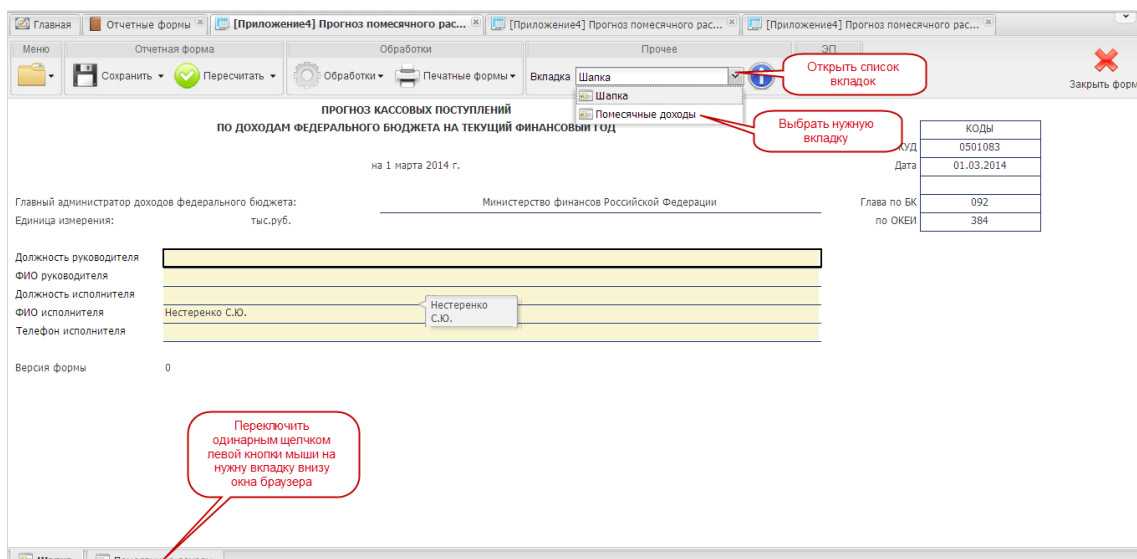 Главная
Отчетные формы
[Приложение4] Прогноз помесячного рас...
[Приложение4] Прогноз помесячного рас...
[Приложение4] Прогноз помесячного рас...
Меню
Отчетная форма
Обработки
Прочее
ЭП
Сохранить
Пересчитать
Обработки
Печатные формы
Вкладка
Шапка
Закрыть форм
Открыть список
вкладок
Шапка
Помесячные доходы
Выбрать нужную
вкладку
ПРОГНОЗ КАССОВЫХ ПОСТУПЛЕНИЙ
ПО ДОХОДАМ ФЕДЕРАЛЬНОГО БЮДЖЕТА НА ТЕКУЩИЙ ФИНАНСОВЫЙ ГОД
КОДЫ
КУД 0501083
на 1 марта 2014 г.
Дата 01.03.2014
Главный администратор доходов федерального бюджета: Министерство финансов Российской Федерации
Глава по БК 092
Единица измерения: тыс.руб.
по ОКЕИ 384
Должность руководителя
ФИО руководителя
Должность исполнителя
ФИО исполнителя Нестеренко С.Ю.
Нестеренко
С.Ю.
Телефон исполнителя
Версия формы 0
Переключить
одинарным щелчком
левой кнопки мыши на
нужну вкладку внизу
окна браузера